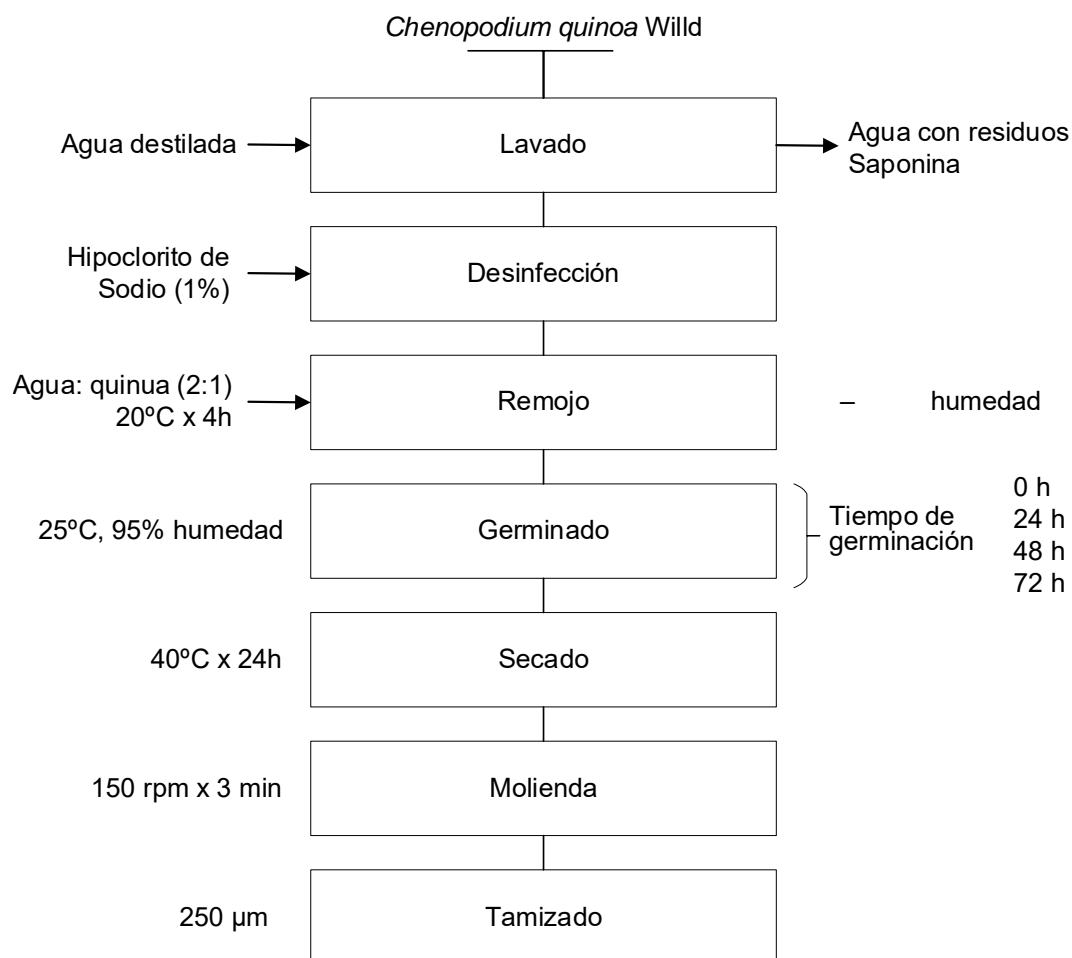 Chenopodium quinoa Willd
Agua destilada
Lavado
Agua con residuos
Saponina
Hipoclorito de
Sodio (1%)
Desinfección
Agua: quinua (2:1)
20ºC x 4h
Remojo
– humedad
25ºC, 95% humedad
Germinado
Tiempo de
germinación
0 h
24 h
48 h
72 h
40ºC x 24h
Secado
150 rpm x 3 min
Molienda
250 µm
Tamizado